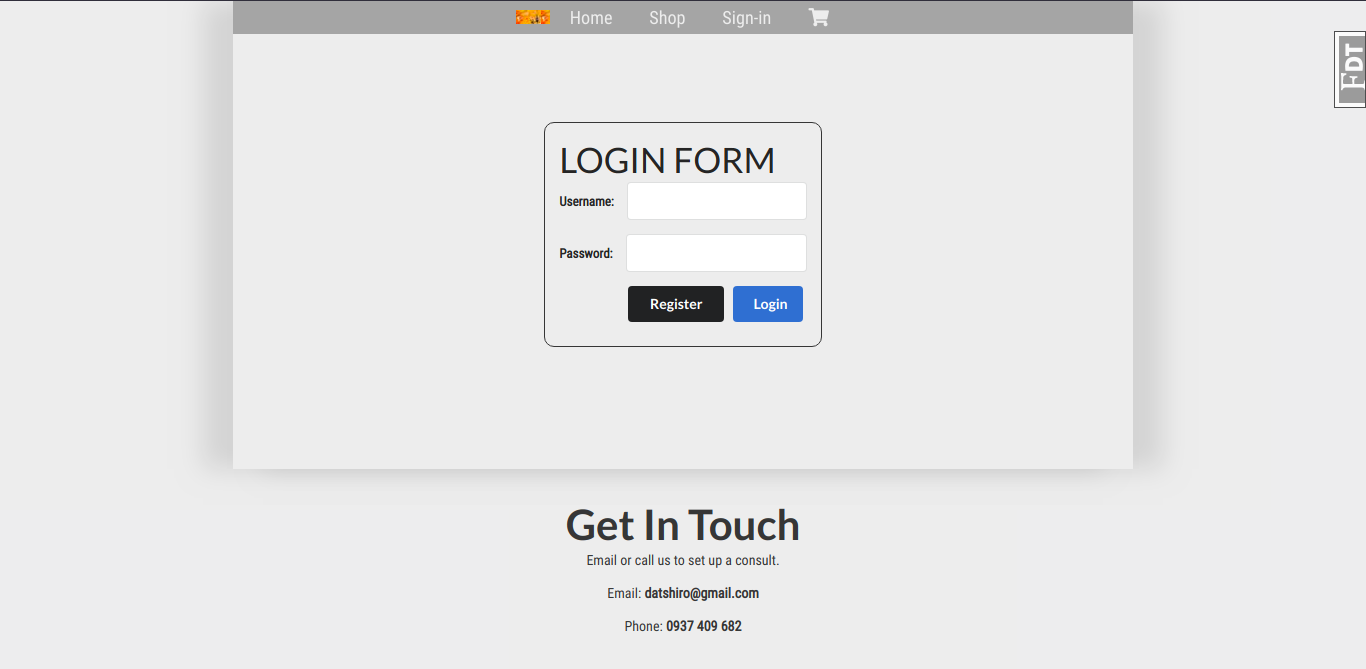 Home Shop Sign-in
FDT
LOGIN FORM
Username:
Password:
Register Login
Get In Touch
Email or call us to set up a consult.
Email: datshiro@gmail.com
Phone: 0937 409 682